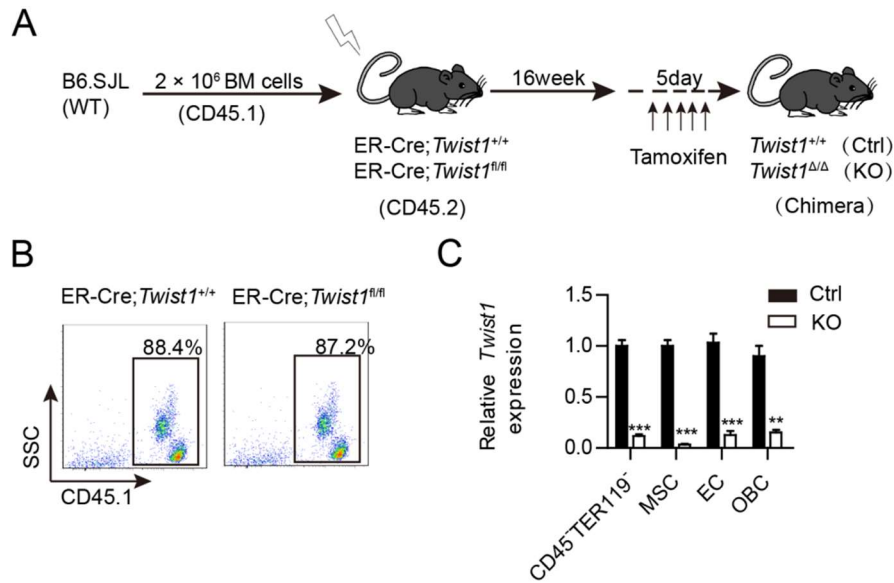 A
B6.SJL
(WT)
2 × 10⁶ BM cells
(CD45.1)
ER-Cre;Twist1⁺/⁺
ER-Cre;Twist1ᶠˡ/ᶠˡ
(CD45.2)
16week
5day
Tamoxifen
Twist1⁺/⁺ (Ctrl)
Twist1Δ/Δ (KO)
(Chimera)
B
ER-Cre;Twist1⁺/⁺ ER-Cre;Twist1ᶠˡ/ᶠˡ
88.4% 87.2%
SSC
CD45.1
C
Relative Twist1
expression
1.5
1.0
0.5
0.0
Ctrl
KO
*** *** *** **
CD45⁻TER119⁻
MSC
EC
OBC